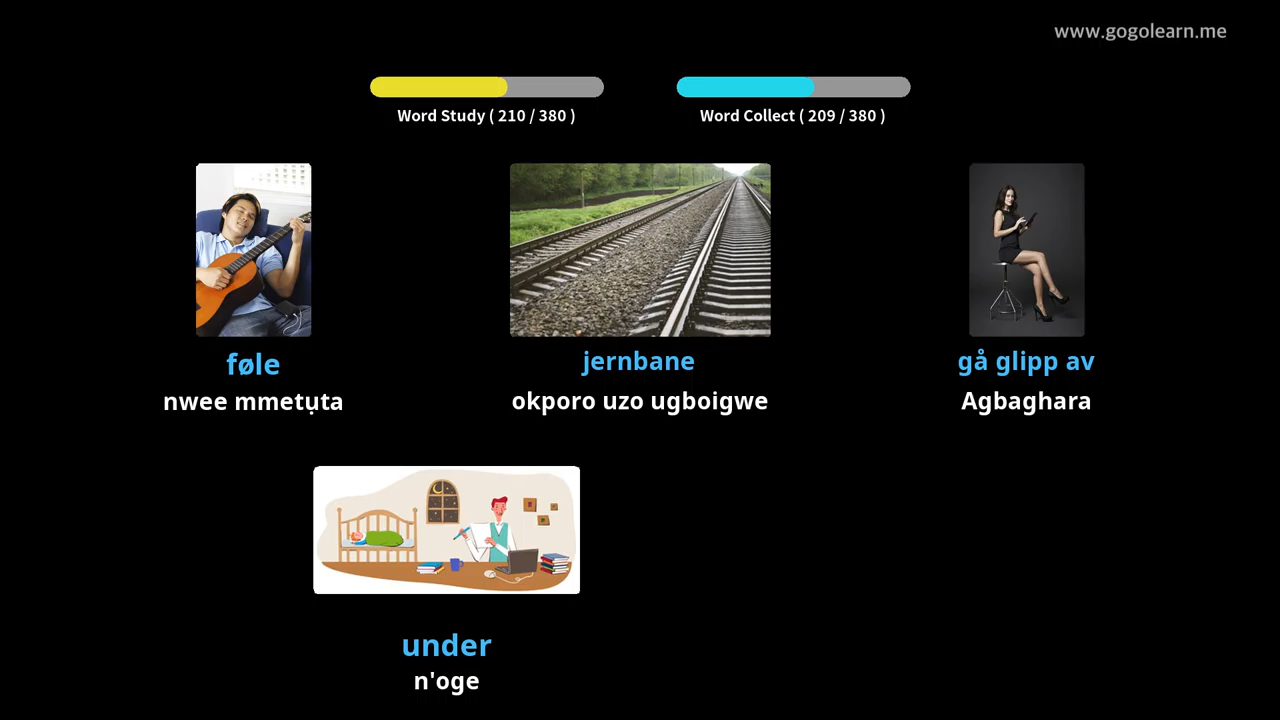 www.gogolearn.me
Word Study ( 210 / 380 )
Word Collect ( 209 / 380 )
føle
nwee mmetụta
jernbane
okporo uzo ugboigwe
gå glipp av
Agbaghara
under
n'oge